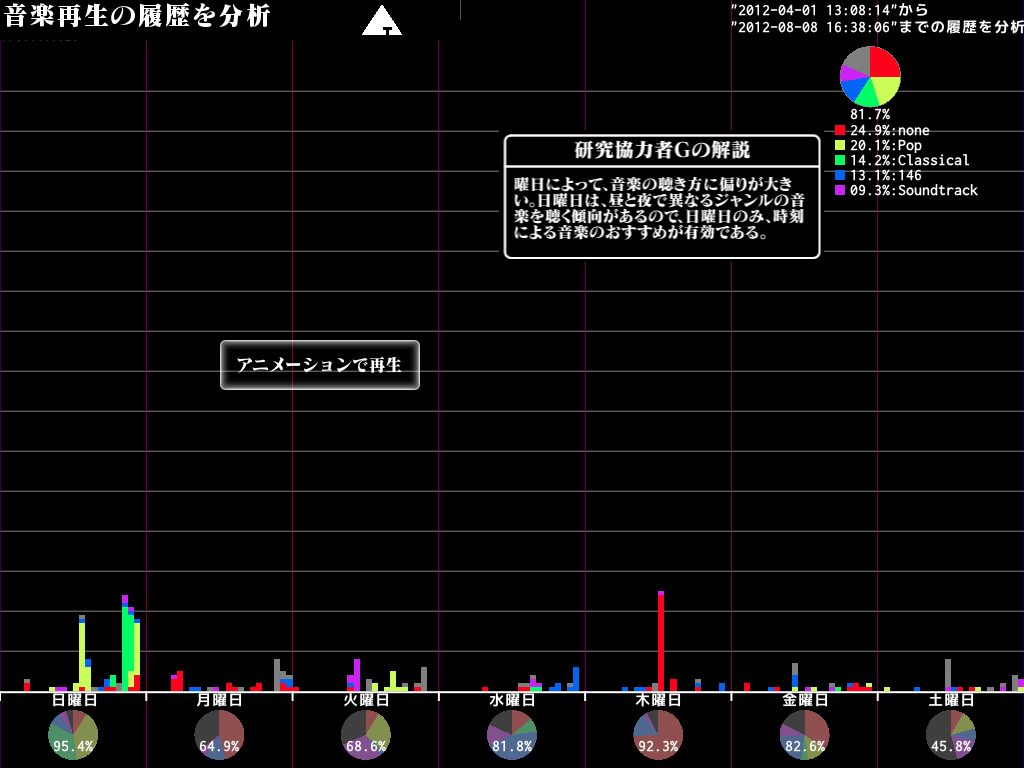 音楽再生の履歴を分析
"2012-04-01 13:08:14"から
"2012-08-08 16:38:06"までの履歴を分析
81.7%
24.9%:none
20.1%:Pop
14.2%:Classical
13.1%:146
09.3%:Soundtrack
研究協力者Gの解説
曜日によって、音楽の聴き方に偏りが大き
い。日曜日は、昼と夜で異なるジャンルの音
楽を聴く傾向があるので、日曜日のみ、時刻
による音楽のおすすめが有効である。
アニメーションで再生
日曜日 月曜日 火曜日 水曜日 木曜日 金曜日 土曜日
95.4% 64.9% 68.6% 81.8% 92.3% 82.6% 45.8%